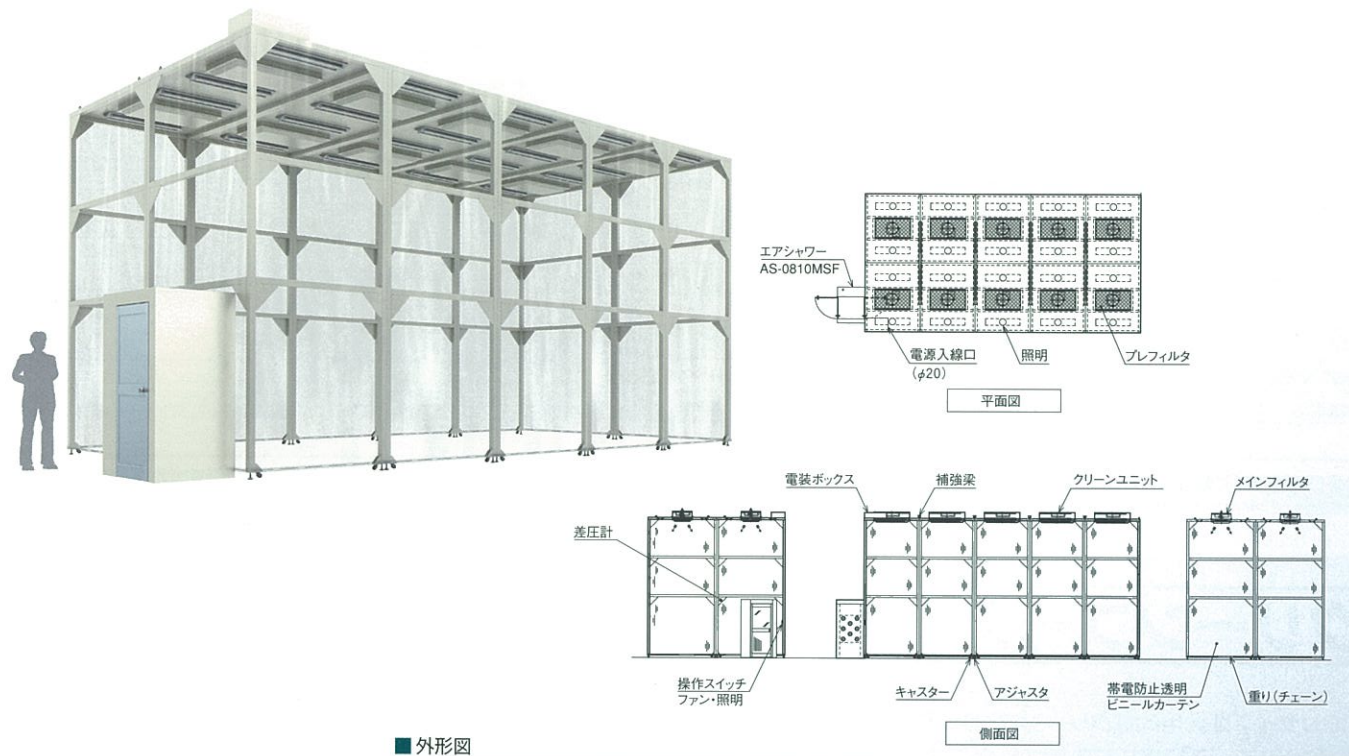 エアシャワー
AS-0810MSF
電源入線口
(φ20)
照明
プレフィルタ
平面図
電装ボックス
補強梁
クリーンユニット
メインフィルタ
差圧計
操作スイッチ
ファン・照明
キャスター
アジャスタ
帯電防止透明
ビニールカーテン
重り(チェーン)
側面図
■外形図